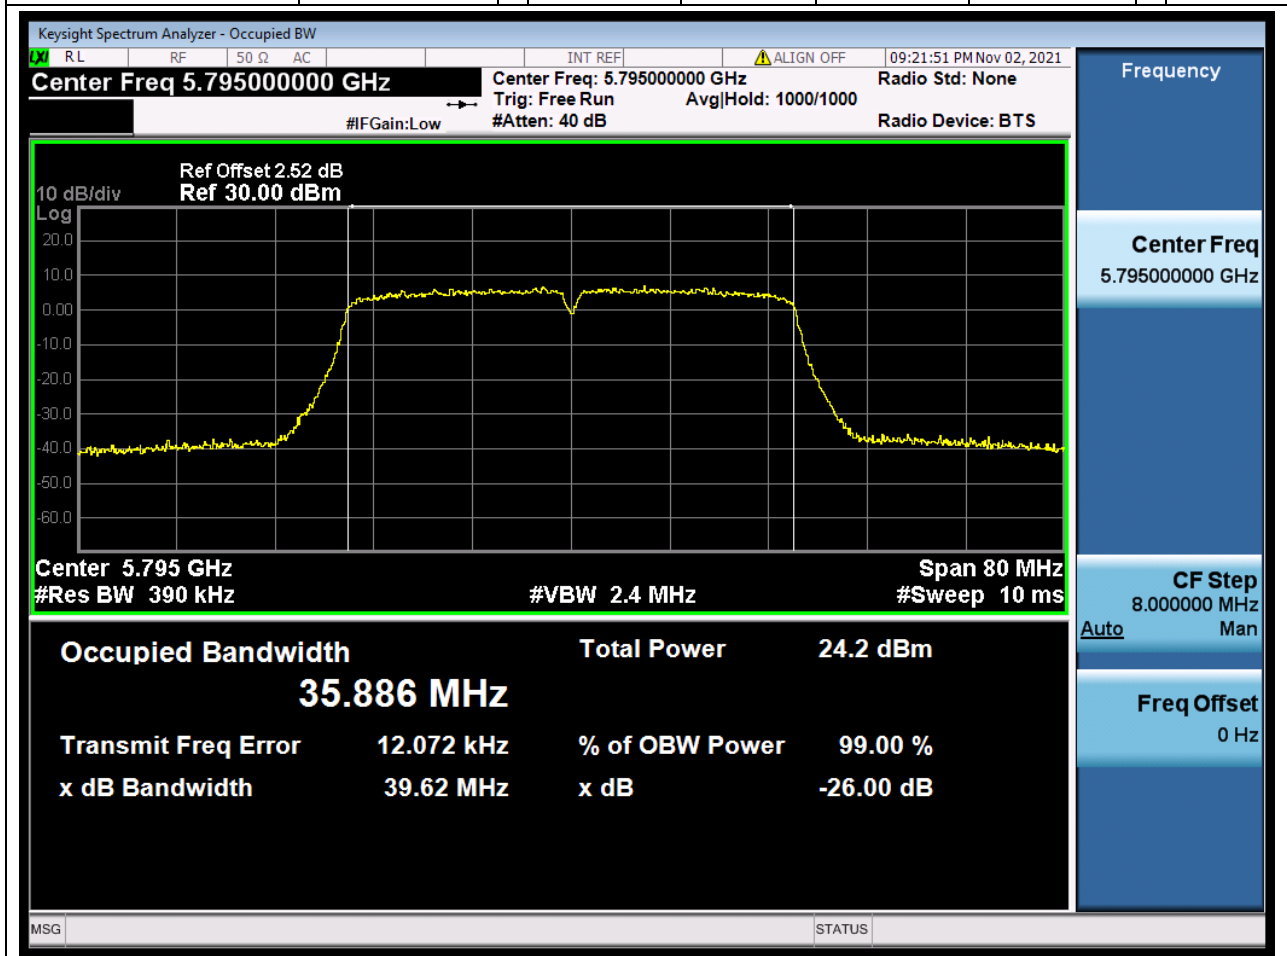 Keysight Spectrum Analyzer - Occupied BW
LXI RL RF 50 Ω AC INT REF ALIGN OFF 09:21:51 PM Nov 02, 2021
Center Freq 5.795000000 GHz
Center Freq: 5.795000000 GHz
Radio Std: None
Trig: Free Run Avg|Hold: 1000/1000
#IFGain:Low
#Atten: 40 dB
Radio Device: BTS
Ref Offset 2.52 dB
10 dB/div Ref 30.00 dBm
Log
20.0
10.0
0.00
-10.0
-20.0
-30.0
-40.0
-50.0
-60.0
Center 5.795 GHz Span 80 MHz
#Res BW 390 kHz #VBW 2.4 MHz #Sweep 10 ms
Occupied Bandwidth Total Power 24.2 dBm
35.886 MHz
Transmit Freq Error 12.072 kHz % of OBW Power 99.00 %
x dB Bandwidth 39.62 MHz x dB -26.00 dB
MSG STATUS
Frequency
Center Freq
5.795000000 GHz
CF Step
8.000000 MHz
Auto Man
Freq Offset
0 Hz